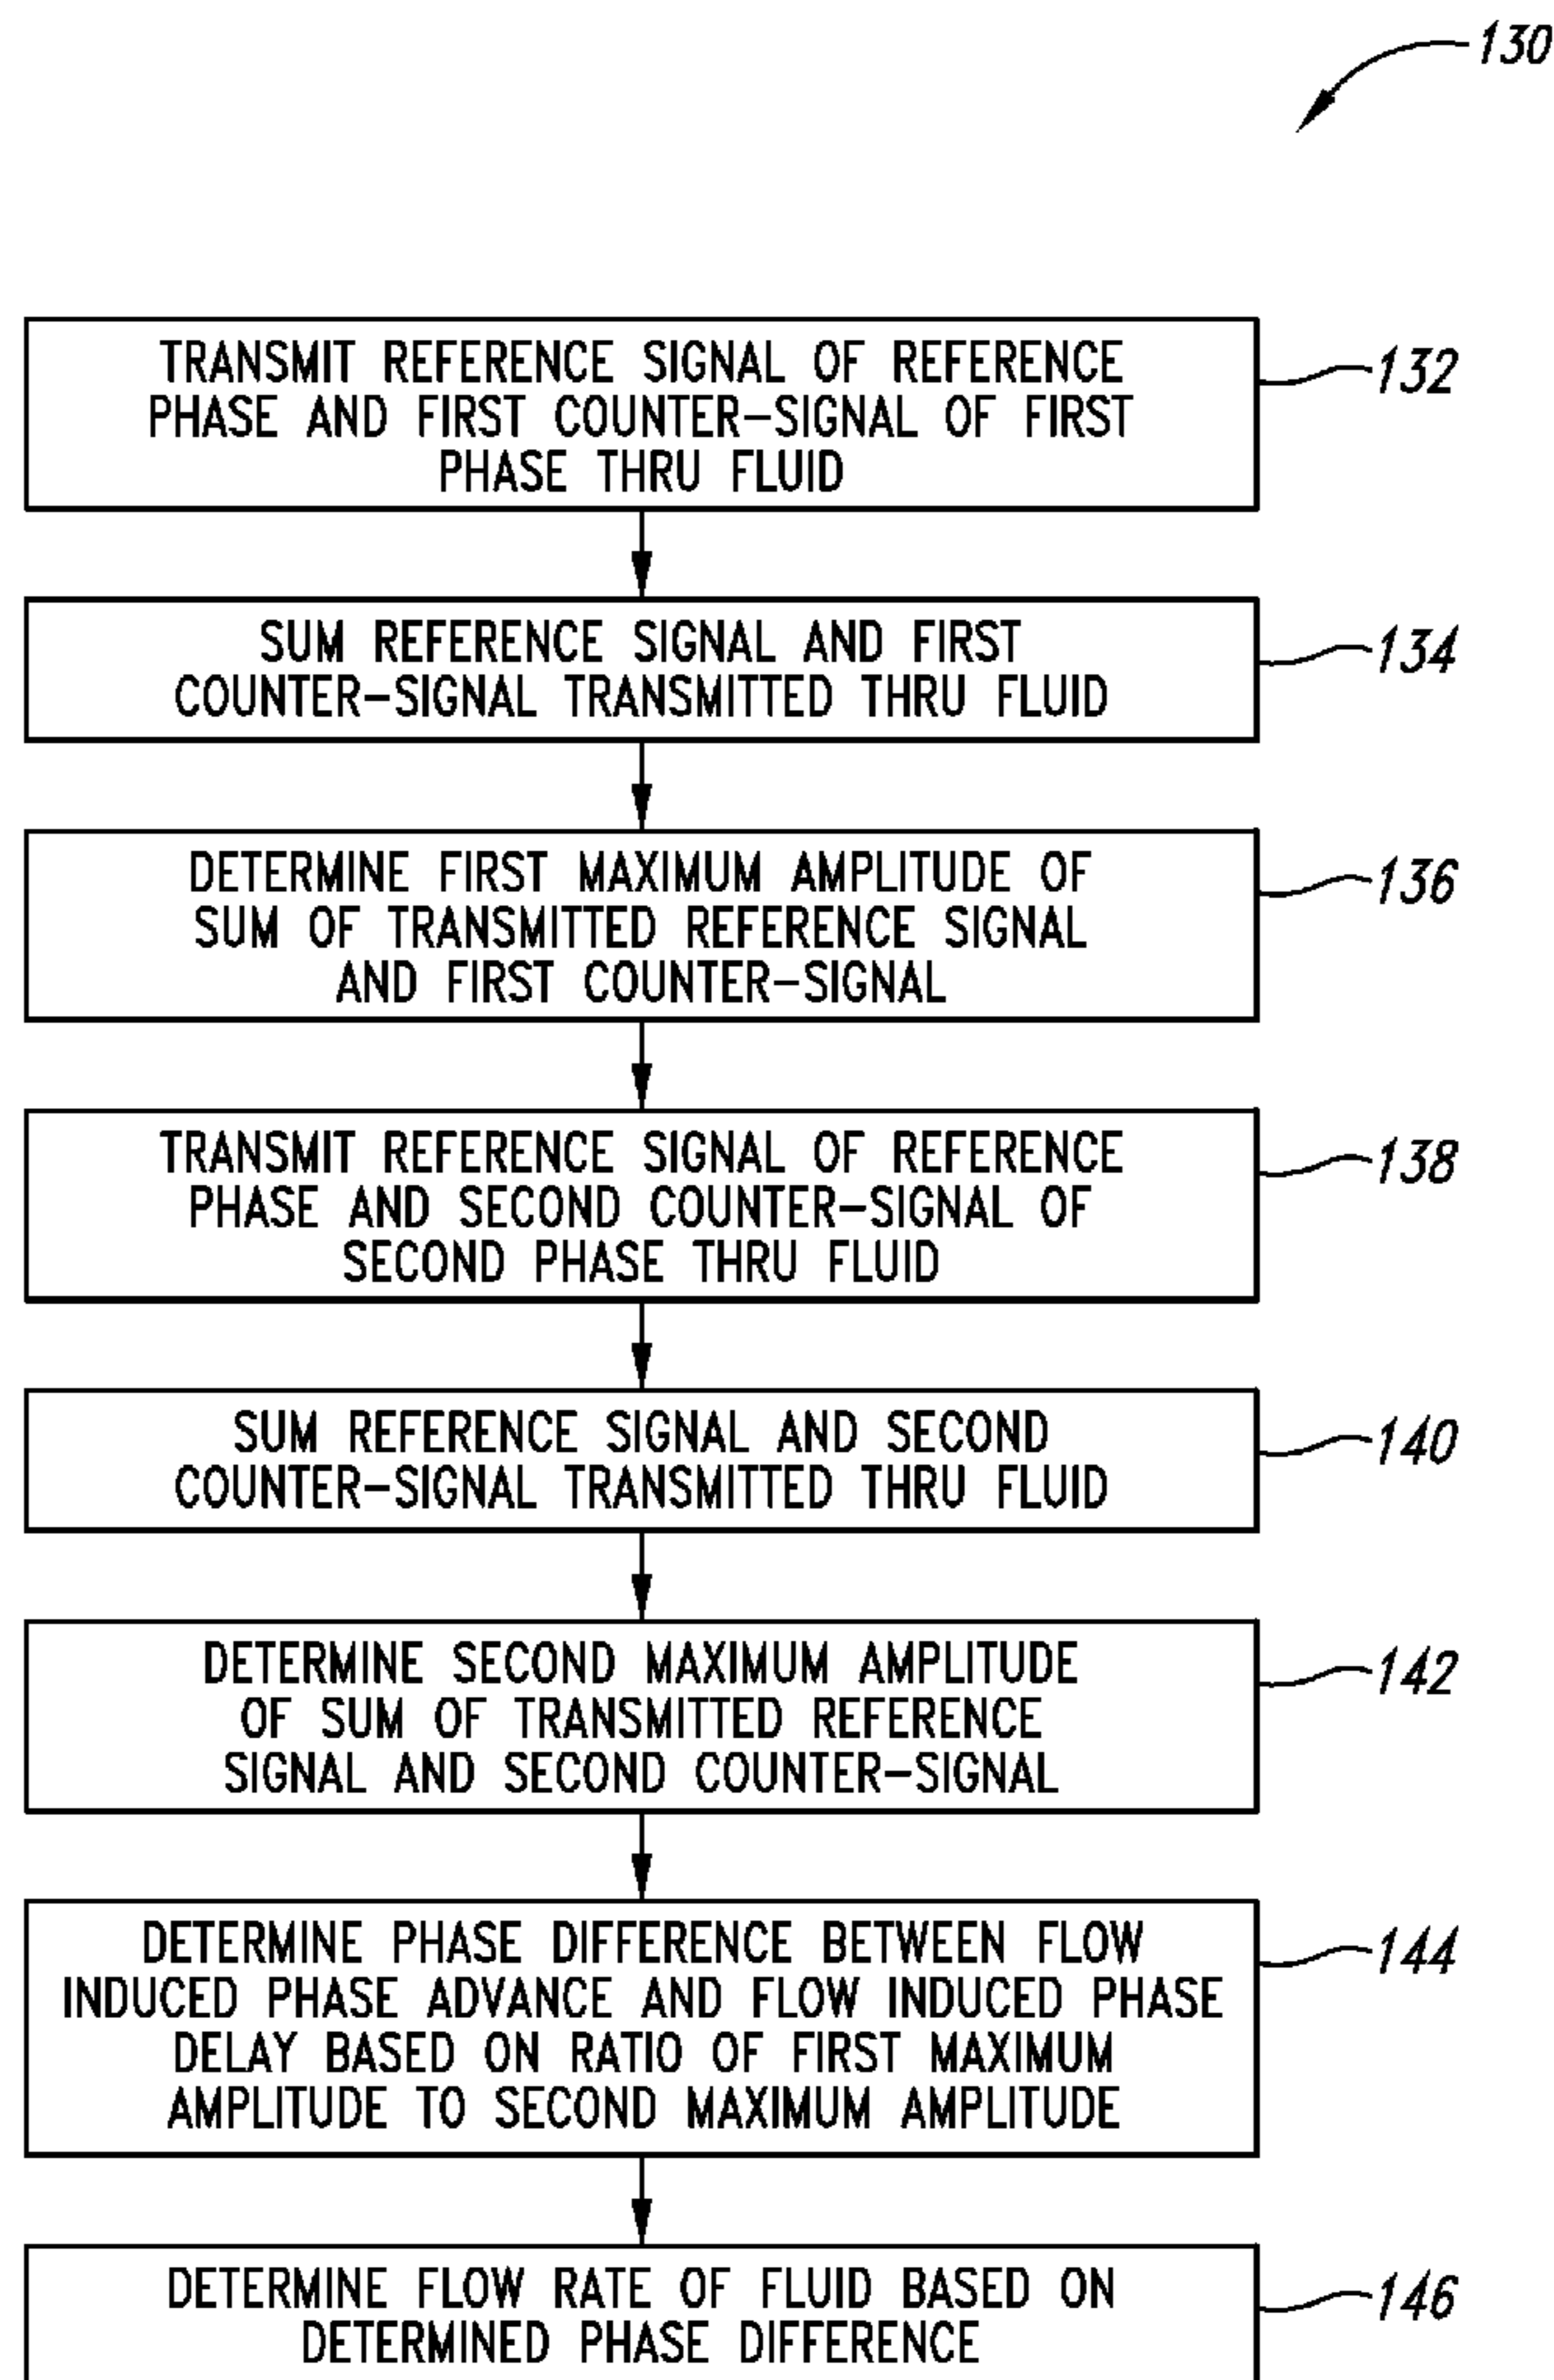 130
TRANSMIT REFERENCE SIGNAL OF REFERENCE
PHASE AND FIRST COUNTER-SIGNAL OF FIRST
PHASE THRU FLUID
132
SUM REFERENCE SIGNAL AND FIRST
COUNTER-SIGNAL TRANSMITTED THRU FLUID
134
DETERMINE FIRST MAXIMUM AMPLITUDE OF
SUM OF TRANSMITTED REFERENCE SIGNAL
AND FIRST COUNTER-SIGNAL
136
TRANSMIT REFERENCE SIGNAL OF REFERENCE
PHASE AND SECOND COUNTER-SIGNAL OF
SECOND PHASE THRU FLUID
138
SUM REFERENCE SIGNAL AND SECOND
COUNTER-SIGNAL TRANSMITTED THRU FLUID
140
DETERMINE SECOND MAXIMUM AMPLITUDE
OF SUM OF TRANSMITTED REFERENCE
SIGNAL AND SECOND COUNTER-SIGNAL
142
DETERMINE PHASE DIFFERENCE BETWEEN FLOW
INDUCED PHASE ADVANCE AND FLOW INDUCED PHASE
DELAY BASED ON RATIO OF FIRST MAXIMUM
AMPLITUDE TO SECOND MAXIMUM AMPLITUDE
144
DETERMINE FLOW RATE OF FLUID BASED ON
DETERMINED PHASE DIFFERENCE
146